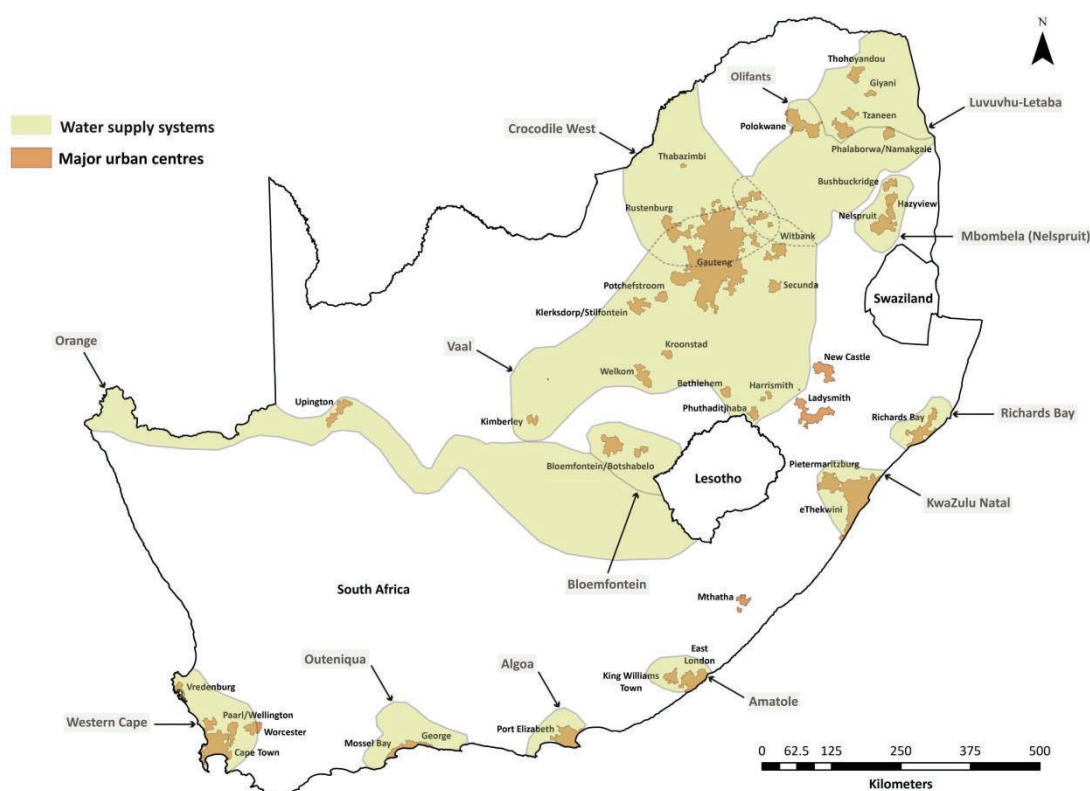 N
Thohoyandou
Giyani
Olifants
Luvuvhu-Letaba
Water supply systems
Tzaneen
Polokwane
Crocodile West
Major urban centres
Phalaborwa/Namakgale
Thabazimbi
Bushbuckridge
Hazyview
Rustenburg
Nelspruit
Witbank
Mbombela (Nelspruit)
Gauteng
Potchefstroom
Secunda
Swaziland
Klerksdorp/Stilfontein
Orange
Vaal
Kroonstad
New Castle
Welkom
Bethlehem
Harrismith
Ladysmith
Upington
Phuthaditjhaba
Kimberley
Richards Bay
Richards Bay
Bloemfontein/Botshabelo
Pietermaritzburg
Lesotho
KwaZulu Natal
eThekwini
Bloemfontein
South Africa
Mthatha
Outeniqua
Algoa
East
London
King Williams
Town
Vredenburg
Amatole
Paarl/Wellington
Western Cape
Worcester
Port Elizabeth
George
Mossel Bay
Cape Town
0 62.5 125 250 375 500
Kilometers